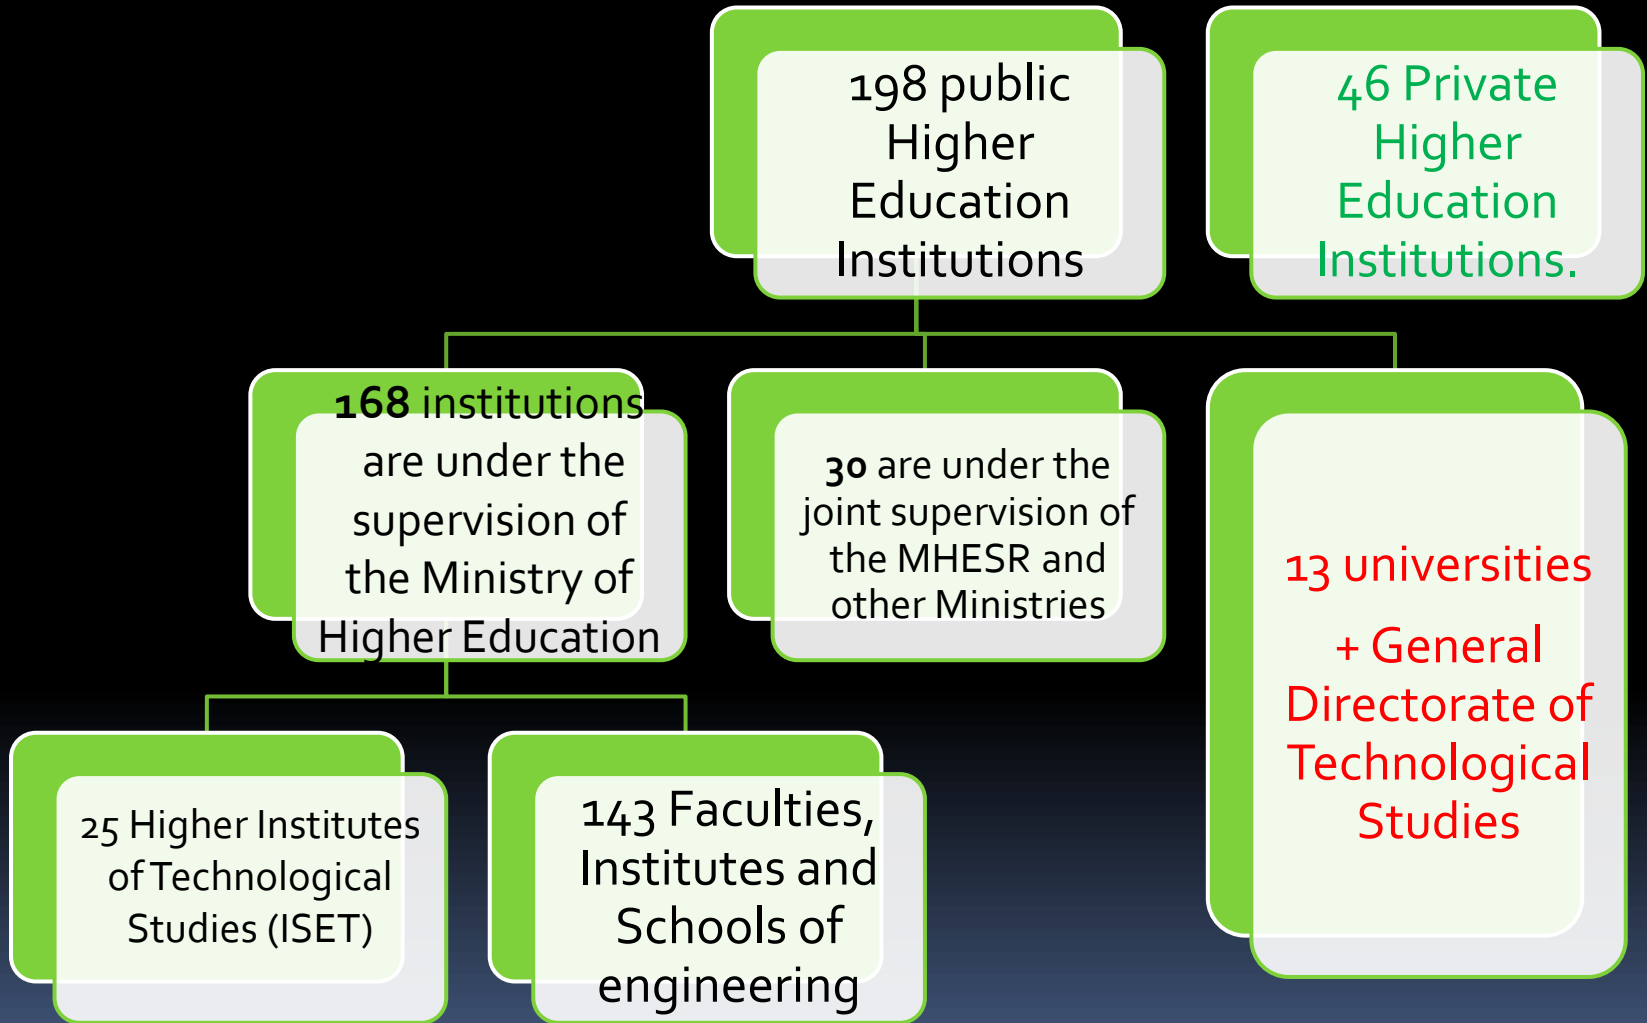 198 public
Higher
Education
Institutions
46 Private
Higher
Education
Institutions.
168 institutions
are under the
supervision of
the Ministry of
Higher Education
30 are under the
joint supervision of
the MHESR and
other Ministries
13 universities
+ General
Directorate of
Technological
Studies
25 Higher Institutes
of Technological
Studies (ISET)
143 Faculties,
Institutes and
Schools of
engineering